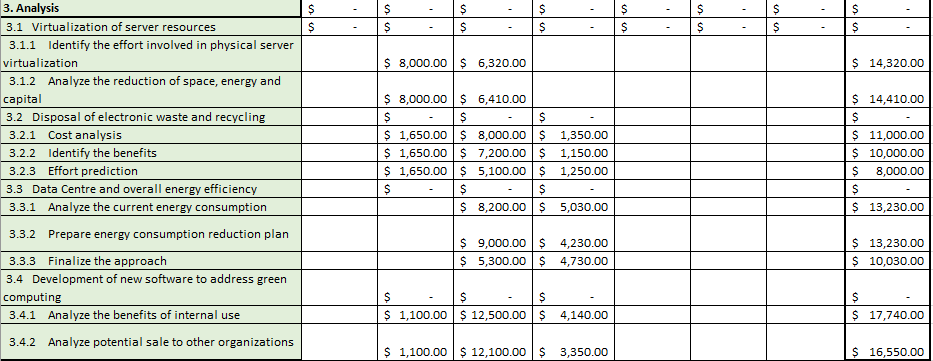 3. Analysis $ - $ - $ - $ - $ - $ - $ - $ -
3.1 Virtualization of server resources $ - $ - $ - $ - $ - $ - $ - $ -
3.1.1 Identify the effort involved in physical server
virtualization $ 8,000.00 $ 6,320.00 $ 14,320.00
3.1.2 Analyze the reduction of space, energy and
capital $ 8,000.00 $ 6,410.00 $ 14,410.00
3.2 Disposal of electronic waste and recycling $ - $ - $ - $ -
3.2.1 Cost analysis $ 1,650.00 $ 8,000.00 $ 1,350.00 $ 11,000.00
3.2.2 Identify the benefits $ 1,650.00 $ 7,200.00 $ 1,150.00 $ 10,000.00
3.2.3 Effort prediction $ 1,650.00 $ 5,100.00 $ 1,250.00 $ 8,000.00
3.3 Data Centre and overall energy efficiency $ - $ - $ - $ -
3.3.1 Analyze the current energy consumption $ 8,200.00 $ 5,030.00 $ 13,230.00
3.3.2 Prepare energy consumption reduction plan $ 9,000.00 $ 4,230.00 $ 13,230.00
3.3.3 Finalize the approach $ 5,300.00 $ 4,730.00 $ 10,030.00
3.4 Development of new software to address green
computing $ - $ - $ - $ -
3.4.1 Analyze the benefits of internal use $ 1,100.00 $ 12,500.00 $ 4,140.00 $ 17,740.00
3.4.2 Analyze potential sale to other organizations $ 1,100.00 $ 12,100.00 $ 3,350.00 $ 16,550.00